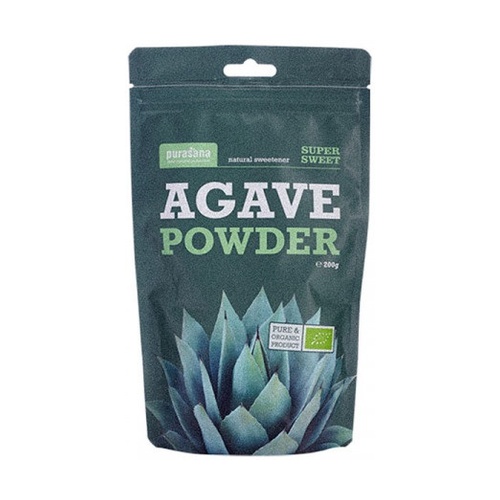 purasana
natural sweetener
SUPER
SWEET
AGAVE
POWDER
e 200g
PURE &
ORGANIC
PRODUCT